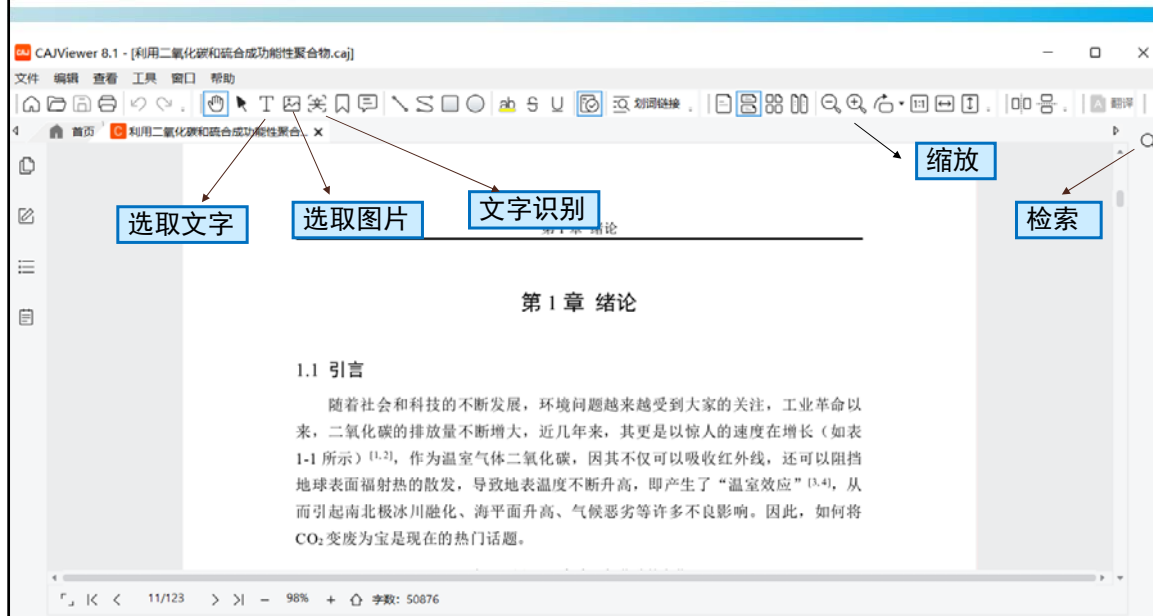 CAJ CAJViewer 8.1 - [利用二氧化碳和硫合成功能性聚合物.caj]
文件 编辑 查看 工具 窗口 帮助
T 文 ab S U 划词链接 1:1 翻译
首页 C 利用二氧化碳和硫合成功能性聚合...
缩放
选取文字 选取图片 文字识别 检索
第 1 章 绪论
第 1 章 绪论
1.1 引言
随着社会和科技的不断发展，环境问题越来越受到大家的关注，工业革命以
来，二氧化碳的排放量不断增大，近几年来，其更是以惊人的速度在增长（如表
1-1 所示）[1,2]，作为温室气体二氧化碳，因其不仅可以吸收红外线，还可以阻挡
地球表面福射热的散发，导致地表温度不断升高，即产生了“温室效应”[3,4]，从
而引起南北极冰川融化、海平面升高、气候恶劣等许多不良影响。因此，如何将
CO₂变废为宝是现在的热门话题。
11/123 98% 字数: 50876